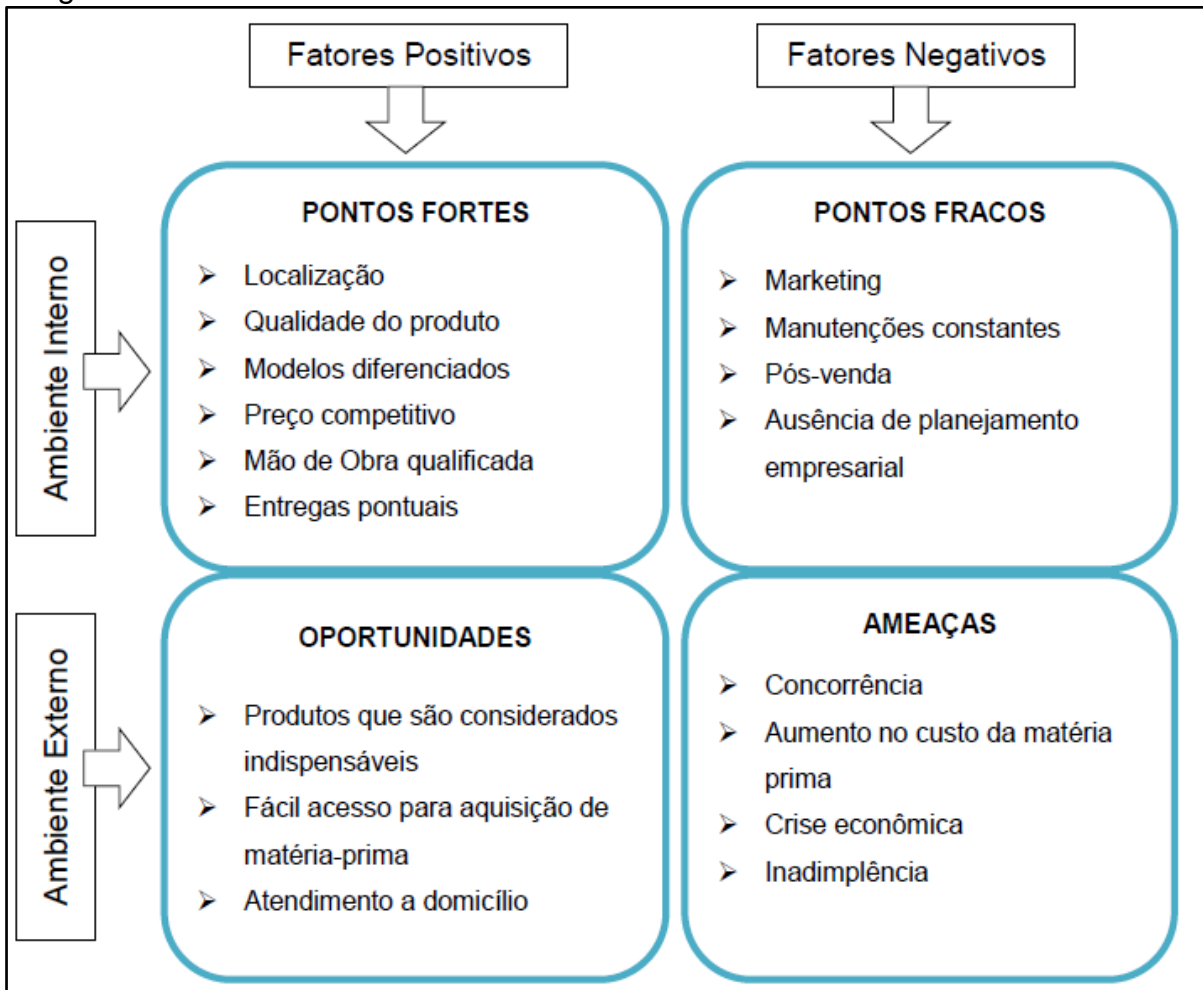 Fatores Positivos
Fatores Negativos
Ambiente Interno
PONTOS FORTES
➢ Localização
➢ Qualidade do produto
➢ Modelos diferenciados
➢ Preço competitivo
➢ Mão de Obra qualificada
➢ Entregas pontuais
PONTOS FRACOS
➢ Marketing
➢ Manutenções constantes
➢ Pós-venda
➢ Ausência de planejamento
empresarial
Ambiente Externo
OPORTUNIDADES
➢ Produtos que são considerados
indispensáveis
➢ Fácil acesso para aquisição de
matéria-prima
➢ Atendimento a domicílio
AMEAÇAS
➢ Concorrência
➢ Aumento no custo da matéria
prima
➢ Crise econômica
➢ Inadimplência